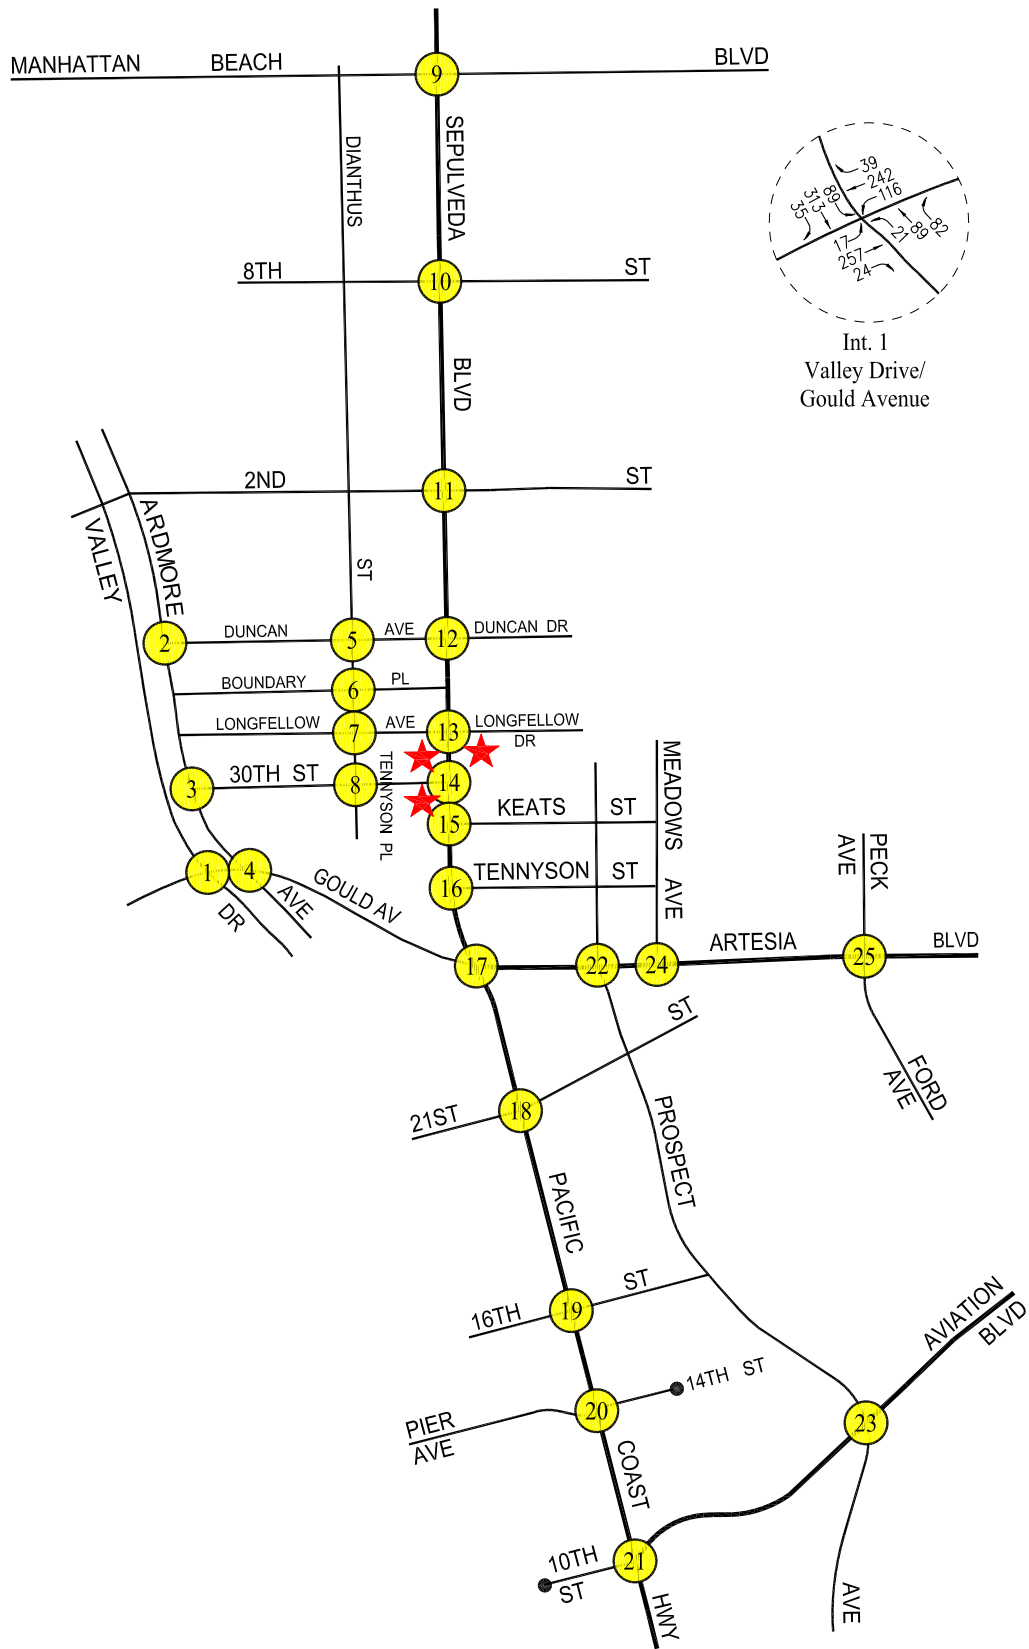 MANHATTAN BEACH BLVD
9
DIANTHUS
SEPULVEDA
39
242
116
89
313
35
17
257
24
21
89
82
Int. 1
Valley Drive/
Gould Avenue
8TH ST
10
BLVD
2ND ST
11
VALLEY
ARDMORE
ST
2
DUNCAN
5
AVE
12
DUNCAN DR
BOUNDARY
6
PL
LONGFELLOW
7
AVE
13
LONGFELLOW
DR
3
30TH ST
8
TENNYSON PL
14
MEADOWS
AVE
15
KEATS ST
16
TENNYSON ST
PECK
AVE
1
4
DR
AVE
GOULD AV
17
22
24
ARTESIA
25
BLVD
ST
FORD
AVE
21ST
18
PROSPECT
PACIFIC
16TH
19
ST
AVIATION
BLVD
14TH ST
PIER
AVE
20
23
COAST
10TH
ST
21
HWY
AVE